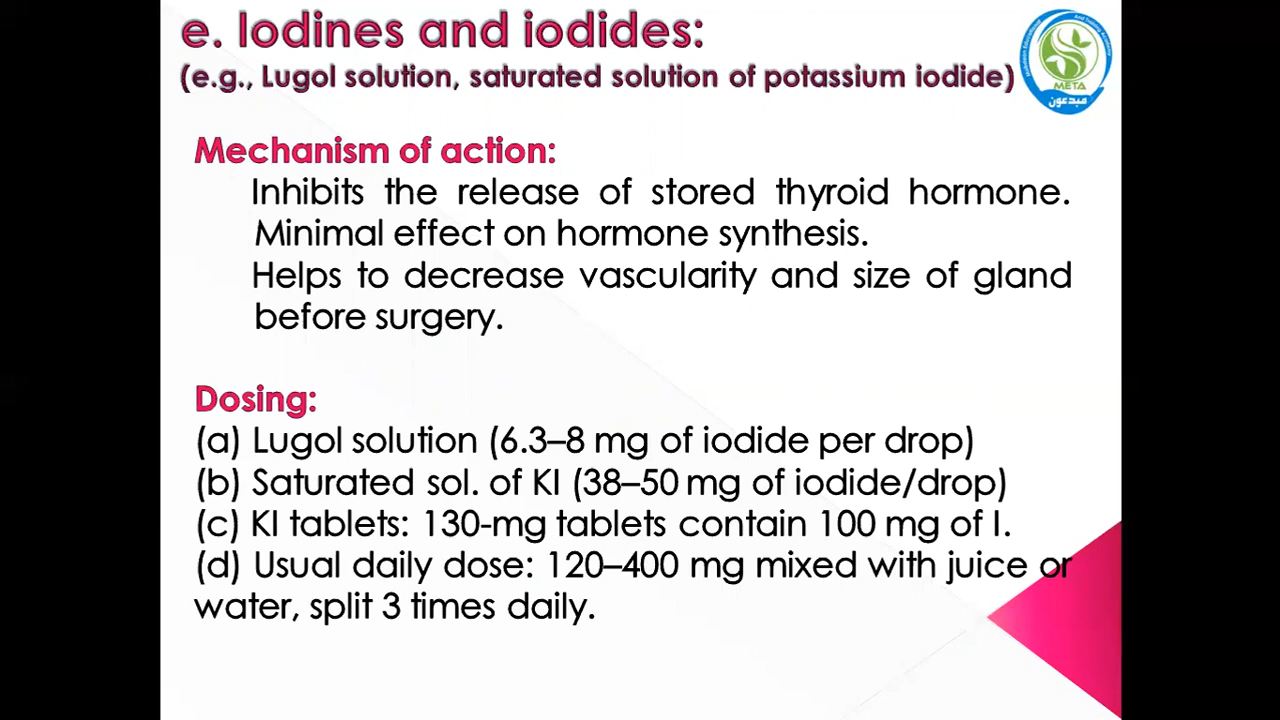 e. Iodines and iodides:
(e.g., Lugol solution, saturated solution of potassium iodide)
META
مبدعون
Mechanism of action:
Inhibits the release of stored thyroid hormone.
Minimal effect on hormone synthesis.
Helps to decrease vascularity and size of gland
before surgery.
Dosing:
(a) Lugol solution (6.3–8 mg of iodide per drop)
(b) Saturated sol. of KI (38–50 mg of iodide/drop)
(c) KI tablets: 130-mg tablets contain 100 mg of I.
(d) Usual daily dose: 120–400 mg mixed with juice or
water, split 3 times daily.